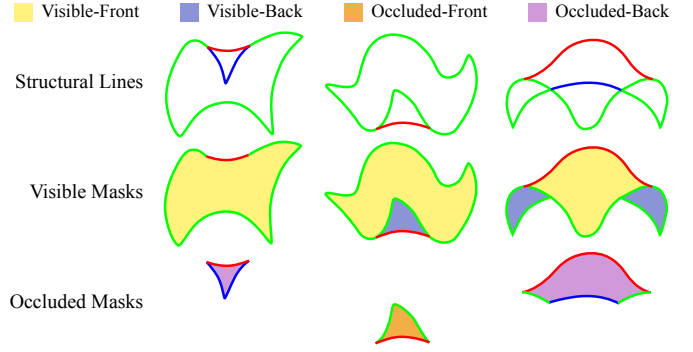 Visible-Front Visible-Back Occluded-Front Occluded-Back
Structural Lines
Visible Masks
Occluded Masks